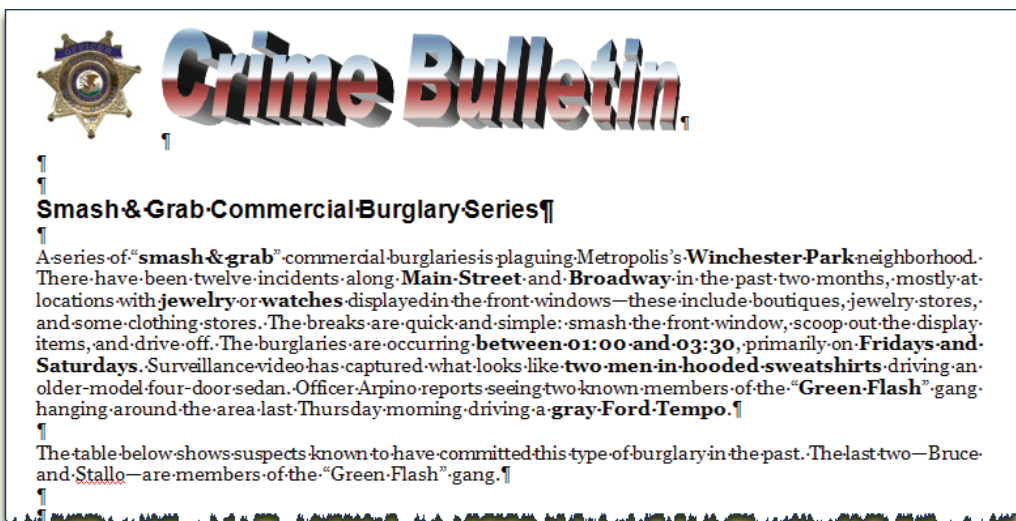 Crime Bulletin¶
¶
¶
¶
Smash·&·Grab·Commercial·Burglary·Series¶
¶
A·series·of·“smash·&·grab”·commercial·burglaries·is·plaguing·Metropolis’s·Winchester·Park·neighborhood.·
There·have·been·twelve·incidents·along·Main·Street·and·Broadway·in·the·past·two·months,·mostly·at·
locations·with·jewelry·or·watches·displayed·in·the·front·windows—these·include·boutiques,·jewelry·stores,·
and·some·clothing·stores.·The·breaks·are·quick·and·simple:·smash·the·front·window,·scoop·out·the·display·
items,·and·drive·off.·The·burglaries·are·occurring·between·01:00·and·03:30,·primarily·on·Fridays·and·
Saturdays.·Surveillance·video·has·captured·what·looks·like·two·men·in·hooded·sweatshirts·driving·an·
older-model·four-door·sedan.·Officer·Arpino·reports·seeing·two·known·members·of·the·“Green·Flash”·gang·
hanging·around·the·area·last·Thursday·morning·driving·a·gray·Ford·Tempo.¶
¶
The·table·below·shows·suspects·known·to·have·committed·this·type·of·burglary·in·the·past.·The·last·two—Bruce·
and·Stallo—are·members·of·the·“Green·Flash”·gang.¶
¶
¶